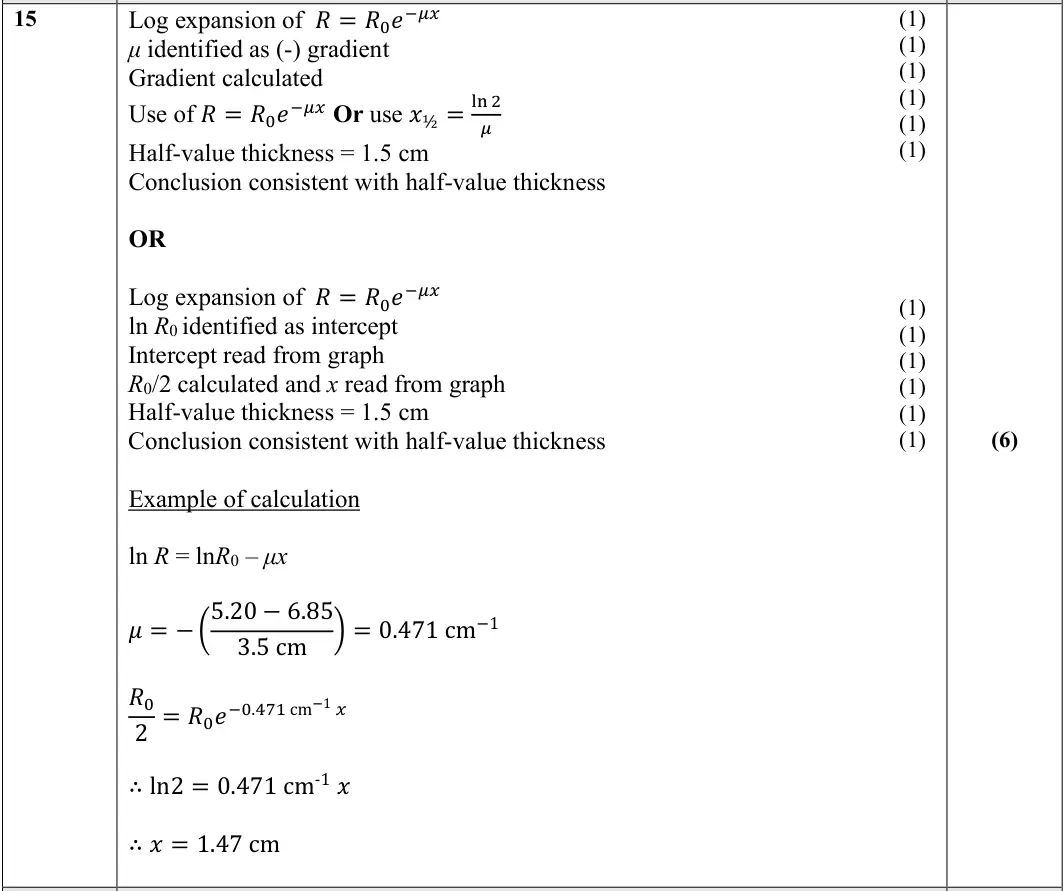 15
Log expansion of R = R₀e⁻μx (1)
μ identified as (-) gradient (1)
Gradient calculated (1)
Use of R = R₀e⁻μx Or use x½ = ln 2 / μ (1)
Half-value thickness = 1.5 cm (1)
Conclusion consistent with half-value thickness (1)
OR
Log expansion of R = R₀e⁻μx (1)
ln R₀ identified as intercept (1)
Intercept read from graph (1)
R₀/2 calculated and x read from graph (1)
Half-value thickness = 1.5 cm (1)
Conclusion consistent with half-value thickness (1) (6)
Example of calculation
ln R = lnR₀ – μx
μ = −(5.20 − 6.85 / 3.5 cm) = 0.471 cm⁻¹
R₀/2 = R₀e^(−0.471 cm⁻¹ x)
∴ ln2 = 0.471 cm⁻¹ x
∴ x = 1.47 cm